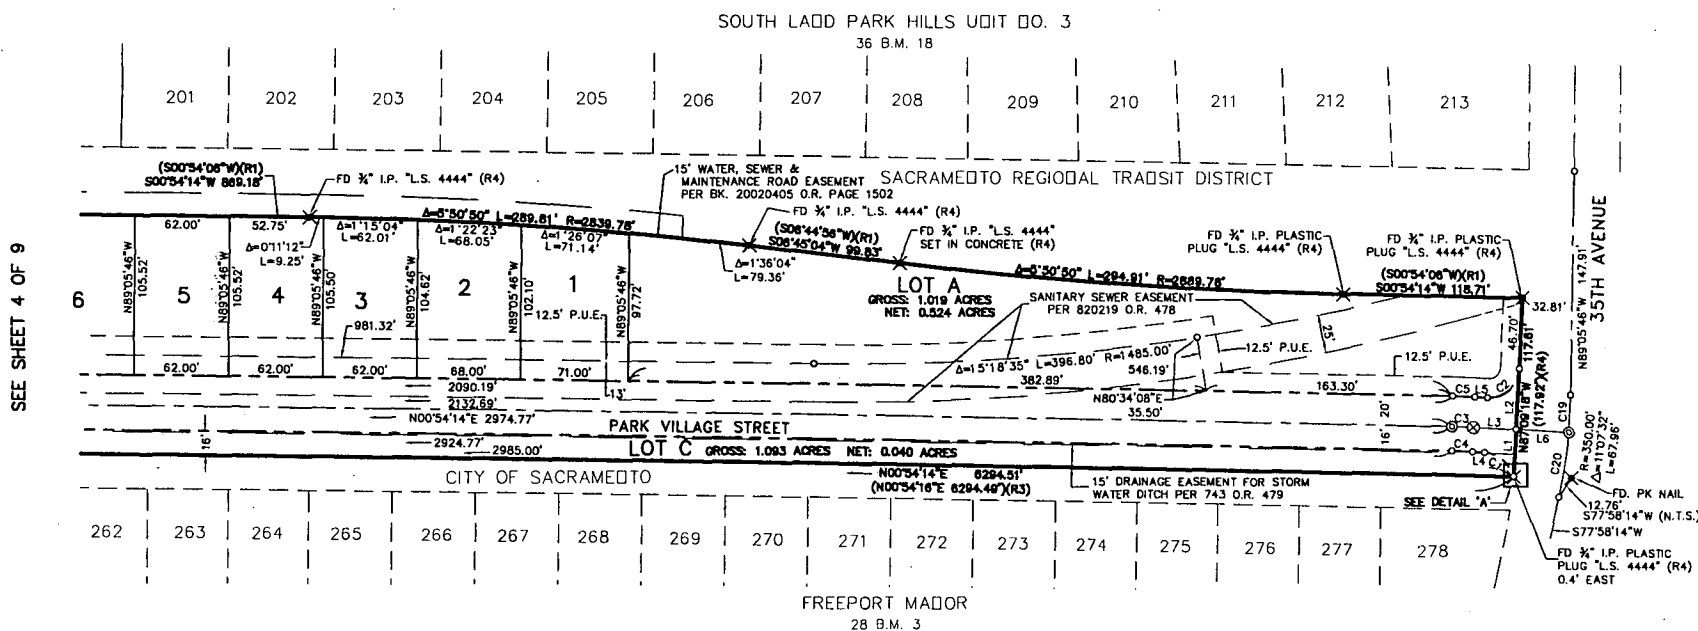 SOUTH LA▯D PARK HILLS U▯IT ▯O. 3
36 B.M. 18
201
202
203
204
205
206
207
208
209
210
211
212
213
SEE SHEET 4 OF 9
35TH AVENUE
(S00°54'06"W)(R1)
S00°54'14"W 869.18'
FD ¾" I.P. "L.S. 4444" (R4)
15' WATER, SEWER &
MAINTENANCE ROAD EASEMENT
PER BK. 20020405 O.R. PAGE 1502
SACRAME▯TO REGIO▯AL TRA▯SIT DISTRICT
FD ¾" I.P. "L.S. 4444" (R4)
FD ¾" I.P. "L.S. 4444"
SET IN CONCRETE (R4)
FD ¾" I.P. PLASTIC
PLUG "L.S. 4444" (R4)
FD ¾" I.P. PLASTIC
PLUG "L.S. 4444" (R4)
Δ=5°50'50" L=289.81' R=2839.78'
(S06°44'56"W)(R1)
S06°45'04"W 99.83'
Δ=5°50'50" L=294.91' R=2889.78'
(S00°54'06"W)(R1)
S00°54'14"W 118.71'
62.00'
52.75'
Δ=0°11'12"
L=9.25'
Δ=1°15'04"
L=62.01'
Δ=1°22'23"
L=68.05'
Δ=1°26'07"
L=71.14'
Δ=1°36'04"
L=79.36'
N89°05'46"W
105.52'
N89°05'46"W
105.52'
N89°05'46"W
105.50'
N89°05'46"W
104.62'
N89°05'46"W
102.10'
N89°05'46"W
97.72'
6
5
4
3
2
1
LOT A
GROSS: 1.019 ACRES
NET: 0.524 ACRES
SANITARY SEWER EASEMENT
PER 820219 O.R. 478
981.32'
12.5' P.U.E.
25'
12.5' P.U.E.
12.5' P.U.E.
32.81'
46.70'
117.61'
N87°09'18"W
(117.92')(R4)
N89°05'46"W 147.91'
62.00'
62.00'
62.00'
68.00'
71.00'
13'
Δ=15°18'35" L=396.80' R=1485.00'
382.89'
546.19'
163.30'
N80°34'08"E
35.50'
2090.19'
2132.69'
N00°54'14"E 2974.77'
2924.77'
2985.00'
16'
20'
16'
C5
L5
L2
C3
L3
C4
L4
L1
L6
C19
C20
R=350.00'
Δ=11°07'32"
L=67.96'
PARK VILLAGE STREET
LOT C GROSS: 1.093 ACRES NET: 0.040 ACRES
CITY OF SACRAME▯TO
N00°54'14"E 6294.51'
(N00°54'16"E 6294.49')(R3)
15' DRAINAGE EASEMENT FOR STORM
WATER DITCH PER 743 O.R. 479
SEE DETAIL 'A'
FD. PK NAIL
12.76'
S77°58'14"W (N.T.S.)
S77°58'14"W
FD ¾" I.P. PLASTIC
PLUG "L.S. 4444" (R4)
0.4' EAST
262
263
264
265
266
267
268
269
270
271
272
273
274
275
276
277
278
FREEPORT MA▯OR
28 B.M. 3